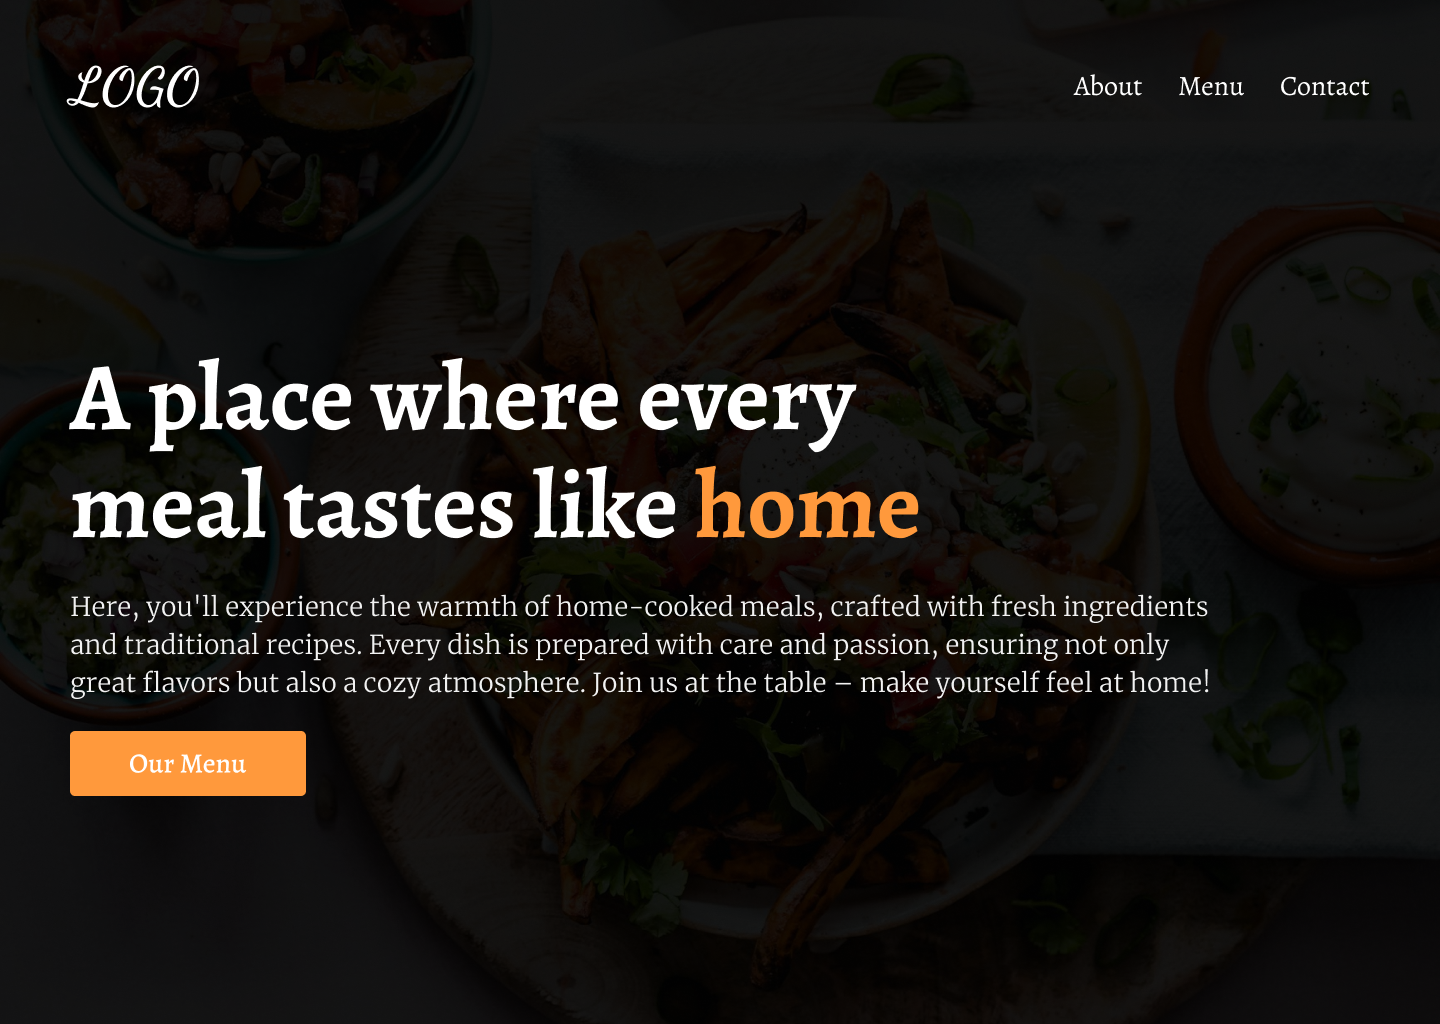 LOGO
About Menu Contact
A place where every
meal tastes like home
Here, you'll experience the warmth of home-cooked meals, crafted with fresh ingredients
and traditional recipes. Every dish is prepared with care and passion, ensuring not only
great flavors but also a cozy atmosphere. Join us at the table – make yourself feel at home!
Our Menu